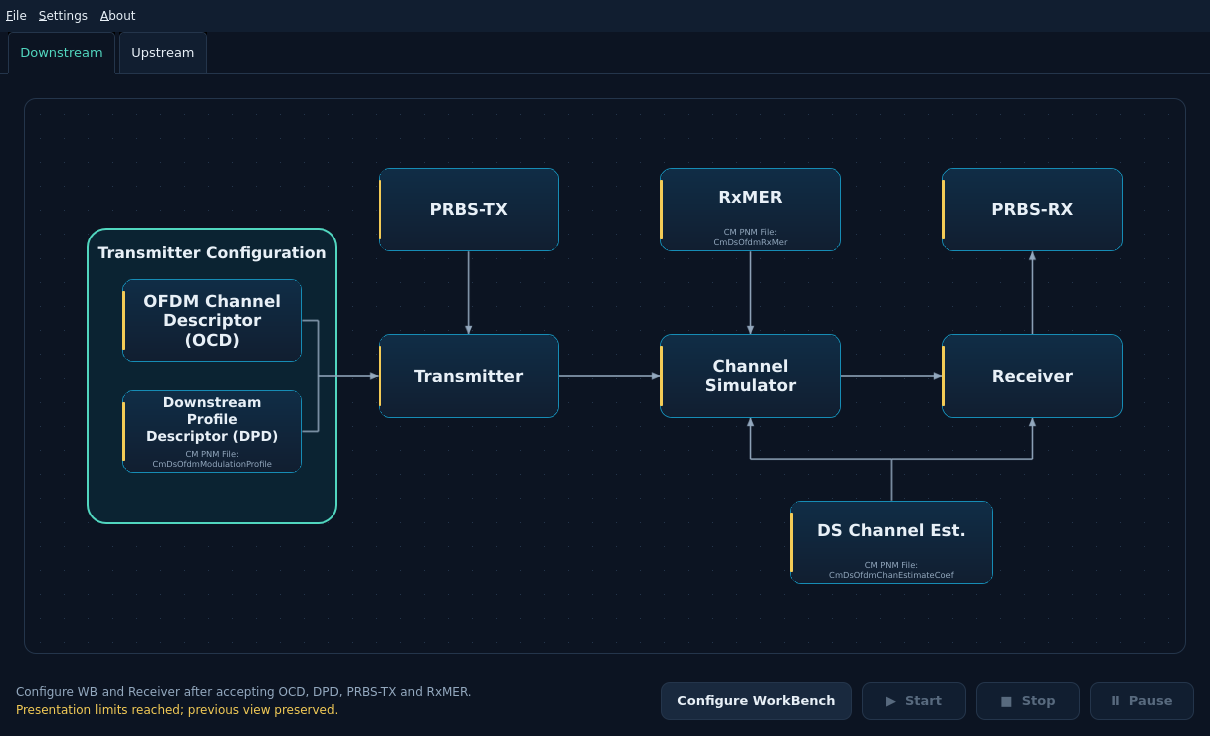 File Settings About
Downstream Upstream
PRBS-TX
RxMER
CM PNM File:
CmDsOfdmRxMer
PRBS-RX
Transmitter Configuration
OFDM Channel
Descriptor
(OCD)
Downstream
Profile
Descriptor (DPD)
CM PNM File:
CmDsOfdmModulationProfile
Transmitter
Channel
Simulator
Receiver
DS Channel Est.
CM PNM File:
CmDsOfdmChanEstimateCoef
Configure WB and Receiver after accepting OCD, DPD, PRBS-TX and RxMER.
Presentation limits reached; previous view preserved.
Configure WorkBench
Start
Stop
Pause